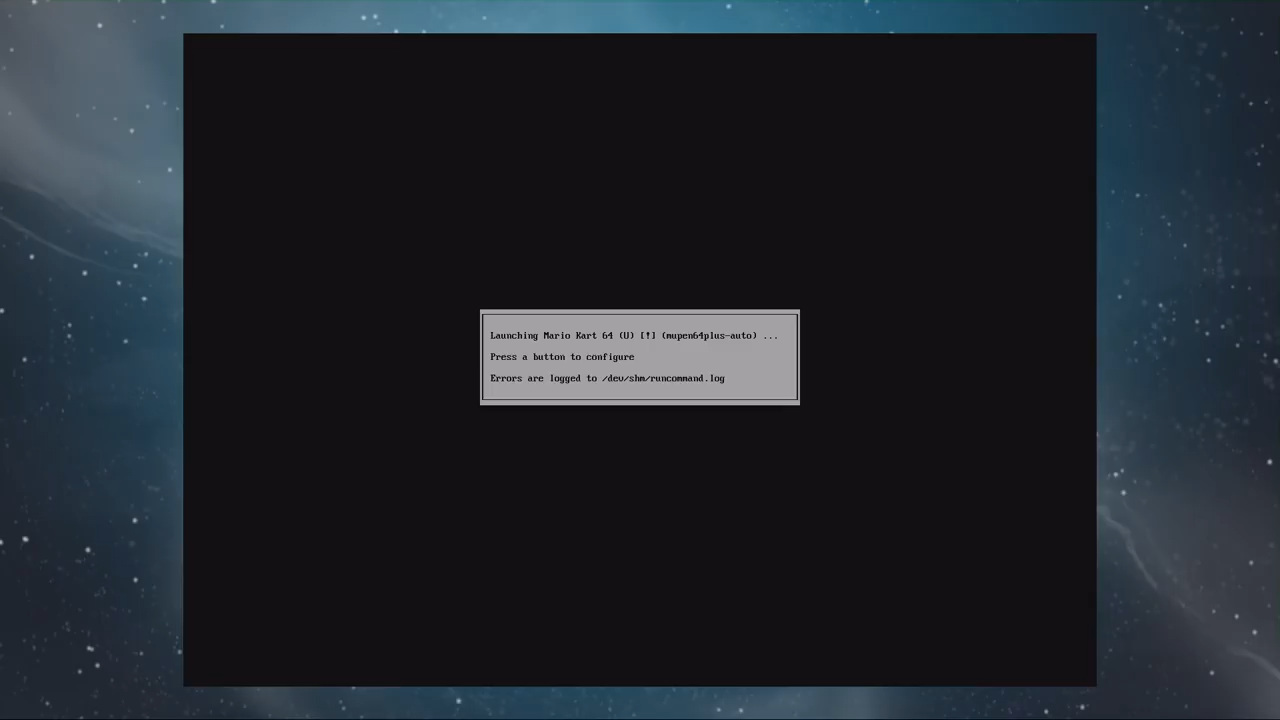 Launching Mario Kart 64 (U) [!] (mupen64plus-auto) ...
Press a button to configure
Errors are logged to /dev/shm/runcommand.log